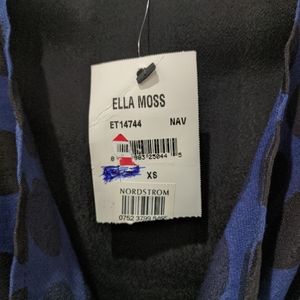 ELLA MOSS
ET14744 NAV
XS
NORDSTROM